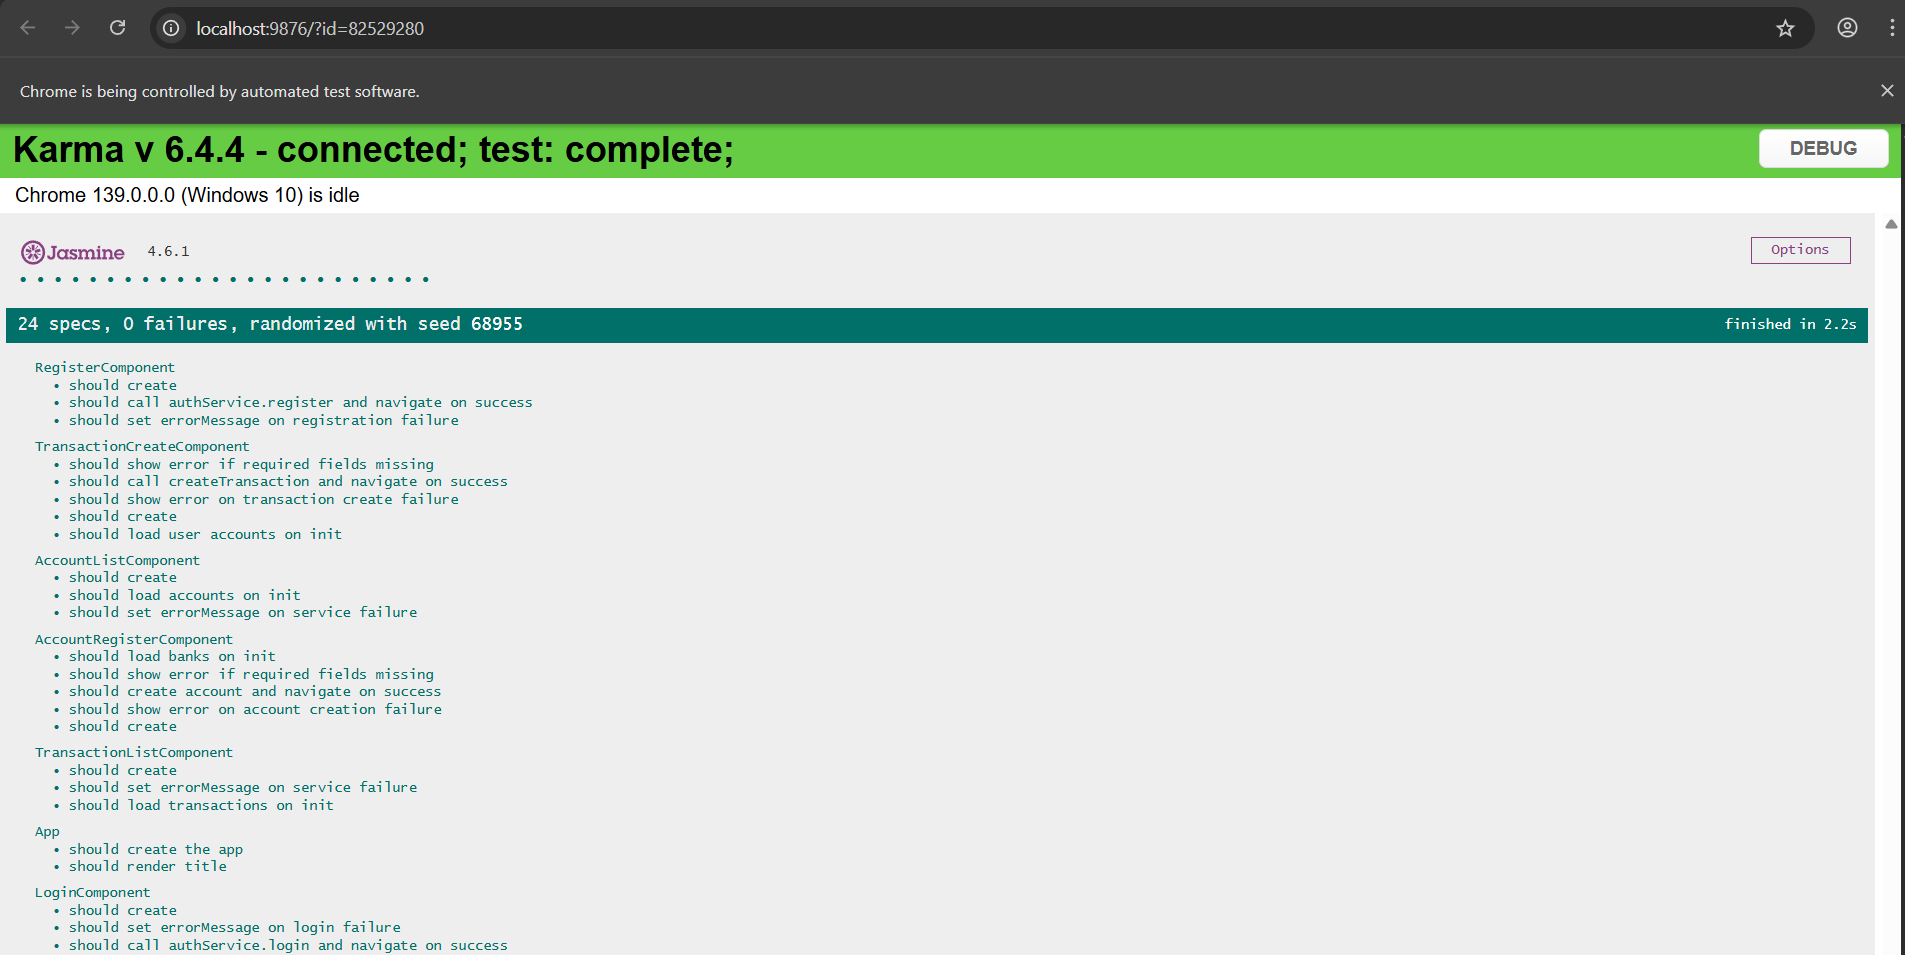 localhost:9876/?id=82529280
Chrome is being controlled by automated test software.
Karma v 6.4.4 - connected; test: complete;
DEBUG
Chrome 139.0.0.0 (Windows 10) is idle
Jasmine 4.6.1
Options
• • • • • • • • • • • • • • • • • • • • • • • •
24 specs, 0 failures, randomized with seed 68955
finished in 2.2s
RegisterComponent
• should create
• should call authService.register and navigate on success
• should set errorMessage on registration failure
TransactionCreateComponent
• should show error if required fields missing
• should call createTransaction and navigate on success
• should show error on transaction create failure
• should create
• should load user accounts on init
AccountListComponent
• should create
• should load accounts on init
• should set errorMessage on service failure
AccountRegisterComponent
• should load banks on init
• should show error if required fields missing
• should create account and navigate on success
• should show error on account creation failure
• should create
TransactionListComponent
• should create
• should set errorMessage on service failure
• should load transactions on init
App
• should create the app
• should render title
LoginComponent
• should create
• should set errorMessage on login failure
• should call authService.login and navigate on success